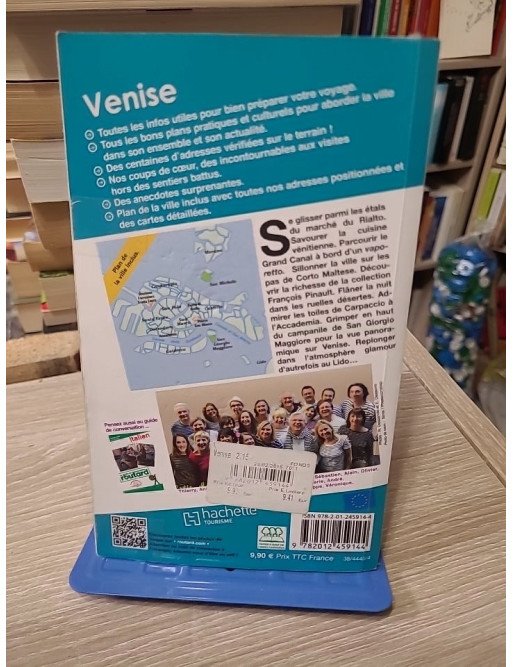 Venise
Toutes les infos utiles pour bien préparer votre voyage.
Tous les bons plans pratiques et culturels pour aborder la ville
dans son ensemble et son actualité.
Des centaines d'adresses vérifiées sur le terrain !
Nos coups de cœur, des incontournables aux visites
hors des sentiers battus.
Des anecdotes surprenantes.
Plan de la ville inclus avec toutes nos adresses positionnées et
des cartes détaillées.
Plan de
la ville inclus
Se glisser parmi les étals
du marché du Rialto.
Savourer la cuisine
vénitienne. Parcourir le
Grand Canal à bord d'un vapo-
retto. Sillonner la ville sur les
pas de Corto Maltese. Décou-
vrir la richesse de la collection
François Pinault. Flâner la nuit
dans les ruelles désertes. Ad-
mirer les toiles de Carpaccio à
l'Accademia. Grimper en haut
du campanile de San Giorgio
Maggiore pour la vue panora-
mique sur Venise. Replonger
dans l'atmosphère glamour
d'autrefois au Lido...
Pensez aussi au guide
de conversation ...
Italien
routard
Sébastien, Alain, Olivier
André.
Véronique.
Thierry,
hachette
TOURISME
ISBN 978-2-01-245914-4
9 782012 459144
9,90 € Prix TTC France